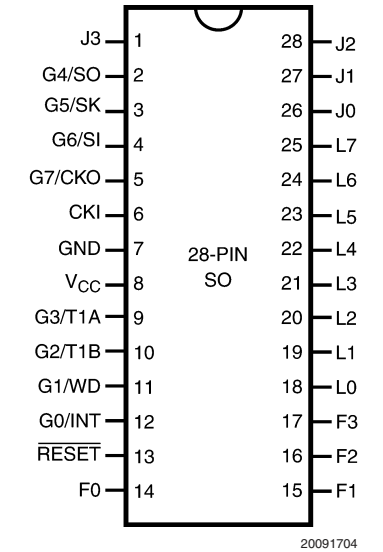 J3 1 28 J2
G4/SO 2 27 J1
G5/SK 3 26 J0
G6/SI 4 25 L7
G7/CKO 5 24 L6
CKI 6 23 L5
GND 7 22 L4
VCC 8 21 L3
28-PIN
SO
G3/T1A 9 20 L2
G2/T1B 10 19 L1
G1/WD 11 18 L0
G0/INT 12 17 F3
RESET 13 16 F2
F0 14 15 F1
20091704